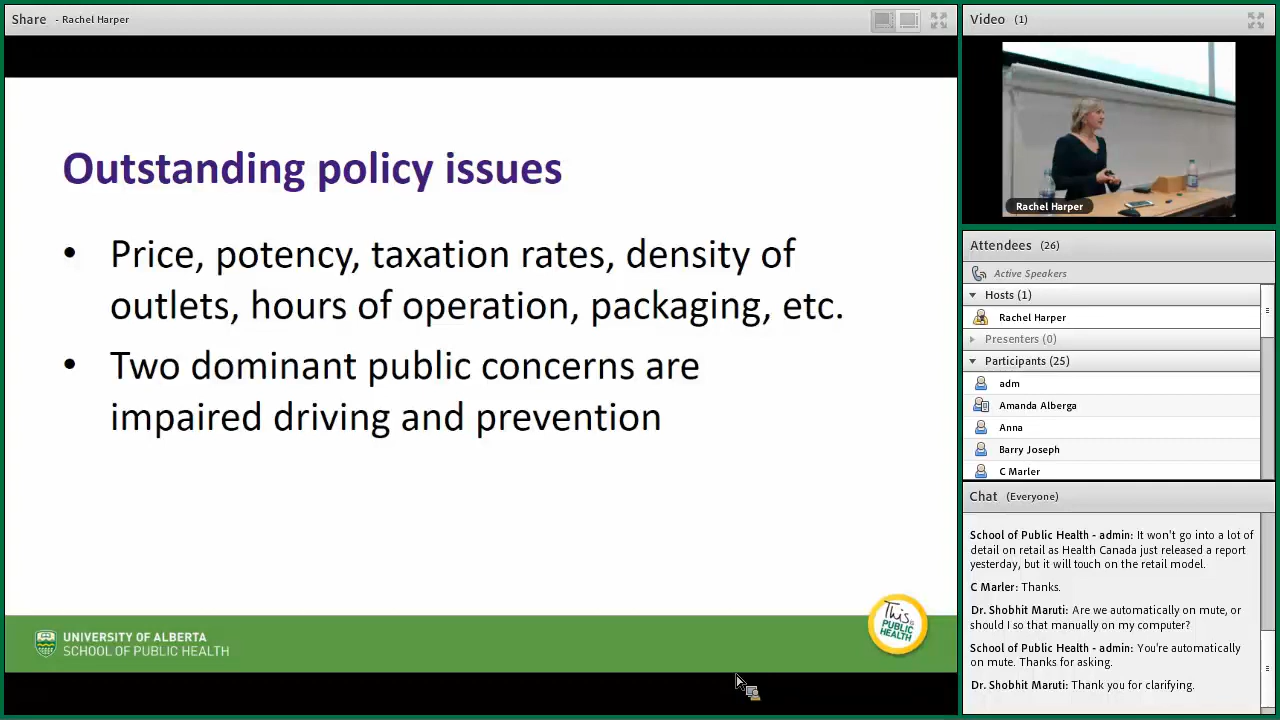 Share - Rachel Harper
Outstanding policy issues
• Price, potency, taxation rates, density of
outlets, hours of operation, packaging, etc.
• Two dominant public concerns are
impaired driving and prevention
UNIVERSITY OF ALBERTA
SCHOOL OF PUBLIC HEALTH
This is
PUBLIC
HEALTH
Video (1)
Rachel Harper
Attendees (26)
Active Speakers
Hosts (1)
Rachel Harper
Presenters (0)
Participants (25)
adm
Amanda Alberga
Anna
Barry Joseph
C Marler
Chat (Everyone)
School of Public Health - admin: It won't go into a lot of
detail on retail as Health Canada just released a report
yesterday, but it will touch on the retail model.
C Marler: Thanks.
Dr. Shobhit Maruti: Are we automatically on mute, or
should I so that manually on my computer?
School of Public Health - admin: You're automatically
on mute. Thanks for asking.
Dr. Shobhit Maruti: Thank you for clarifying.